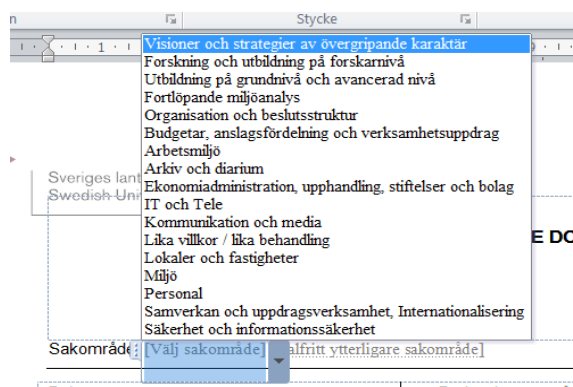 Stycke
1
Visioner och strategier av övergripande karaktär
Forskning och utbildning på forskarnivå
Utbildning på grundnivå och avancerad nivå
Fortlöpande miljöanalys
Organisation och beslutsstruktur
Budgetar, anslagsfördelning och verksamhetsuppdrag
Arbetsmiljö
Arkiv och diarium
Ekonomiadministration, upphandling, stiftelser och bolag
IT och Tele
Kommunikation och media
Lika villkor / lika behandling
Lokaler och fastigheter
Miljö
Personal
Samverkan och uppdragsverksamhet, Internationalisering
Säkerhet och informationssäkerhet
Sveriges lant
Swedish Uni
E DO
Sakområde: [Välj sakområde] alfritt ytterligare sakområde]